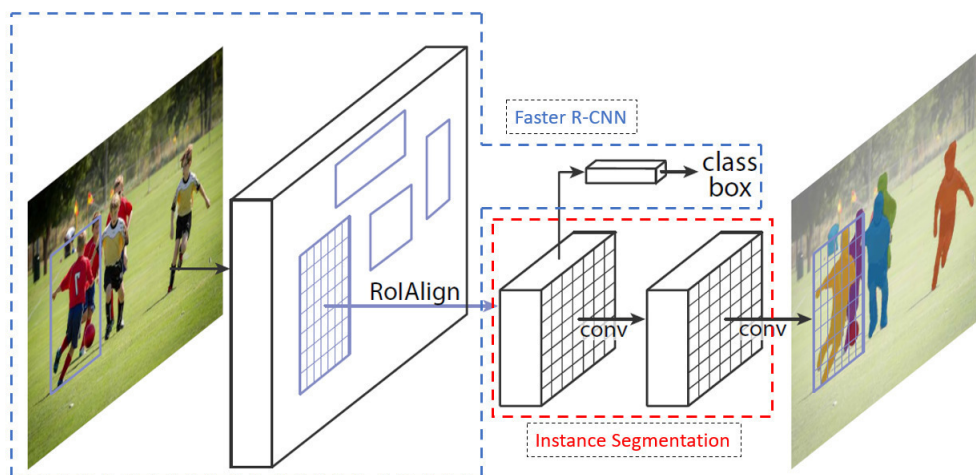 Faster R-CNN
class
box
RoIAlign
conv
conv
Instance Segmentation